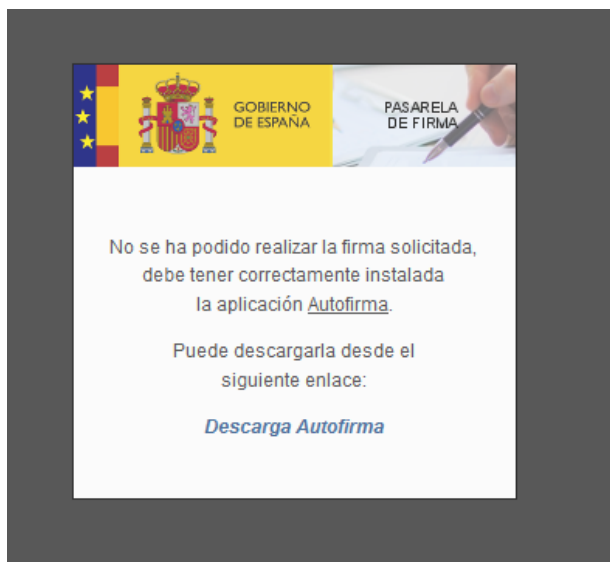 GOBIERNO
DE ESPAÑA
PASARELA
DE FIRMA
No se ha podido realizar la firma solicitada,
debe tener correctamente instalada
la aplicación Autofirma.
Puede descargarla desde el
siguiente enlace:
Descarga Autofirma